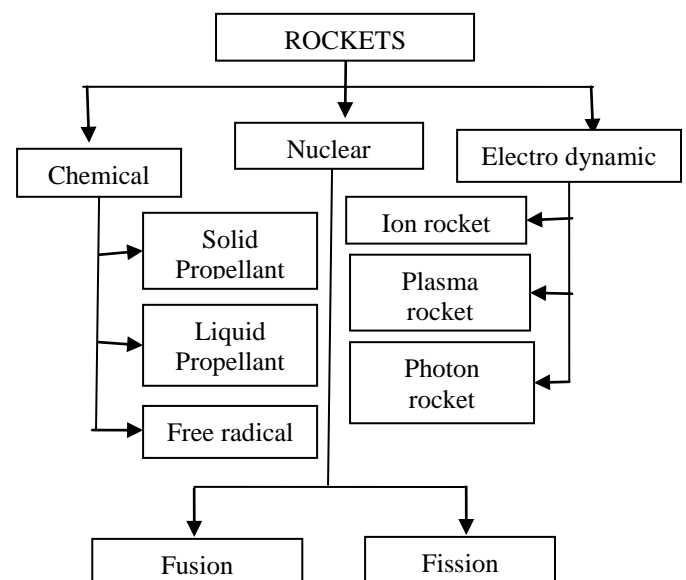 ROCKETS
Chemical
Nuclear
Electro dynamic
Solid
Propellant
Liquid
Propellant
Free radical
Ion rocket
Plasma
rocket
Photon
rocket
Fusion
Fission